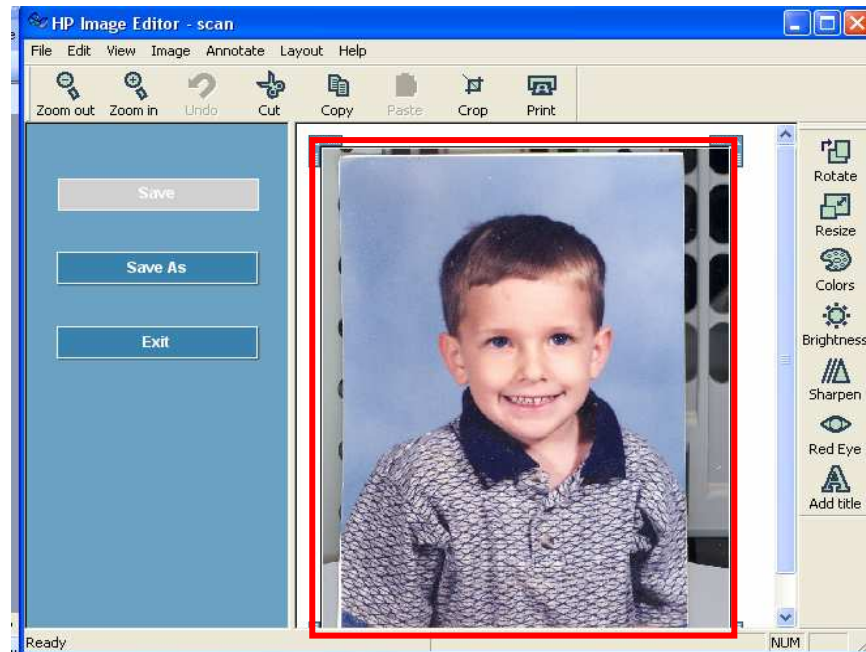 HP Image Editor - scan
File Edit View Image Annotate Layout Help
Zoom out Zoom in Undo Cut Copy Paste Crop Print
Save
Save As
Exit
Rotate
Resize
Colors
Brightness
Sharpen
Red Eye
Add title
Ready NUM